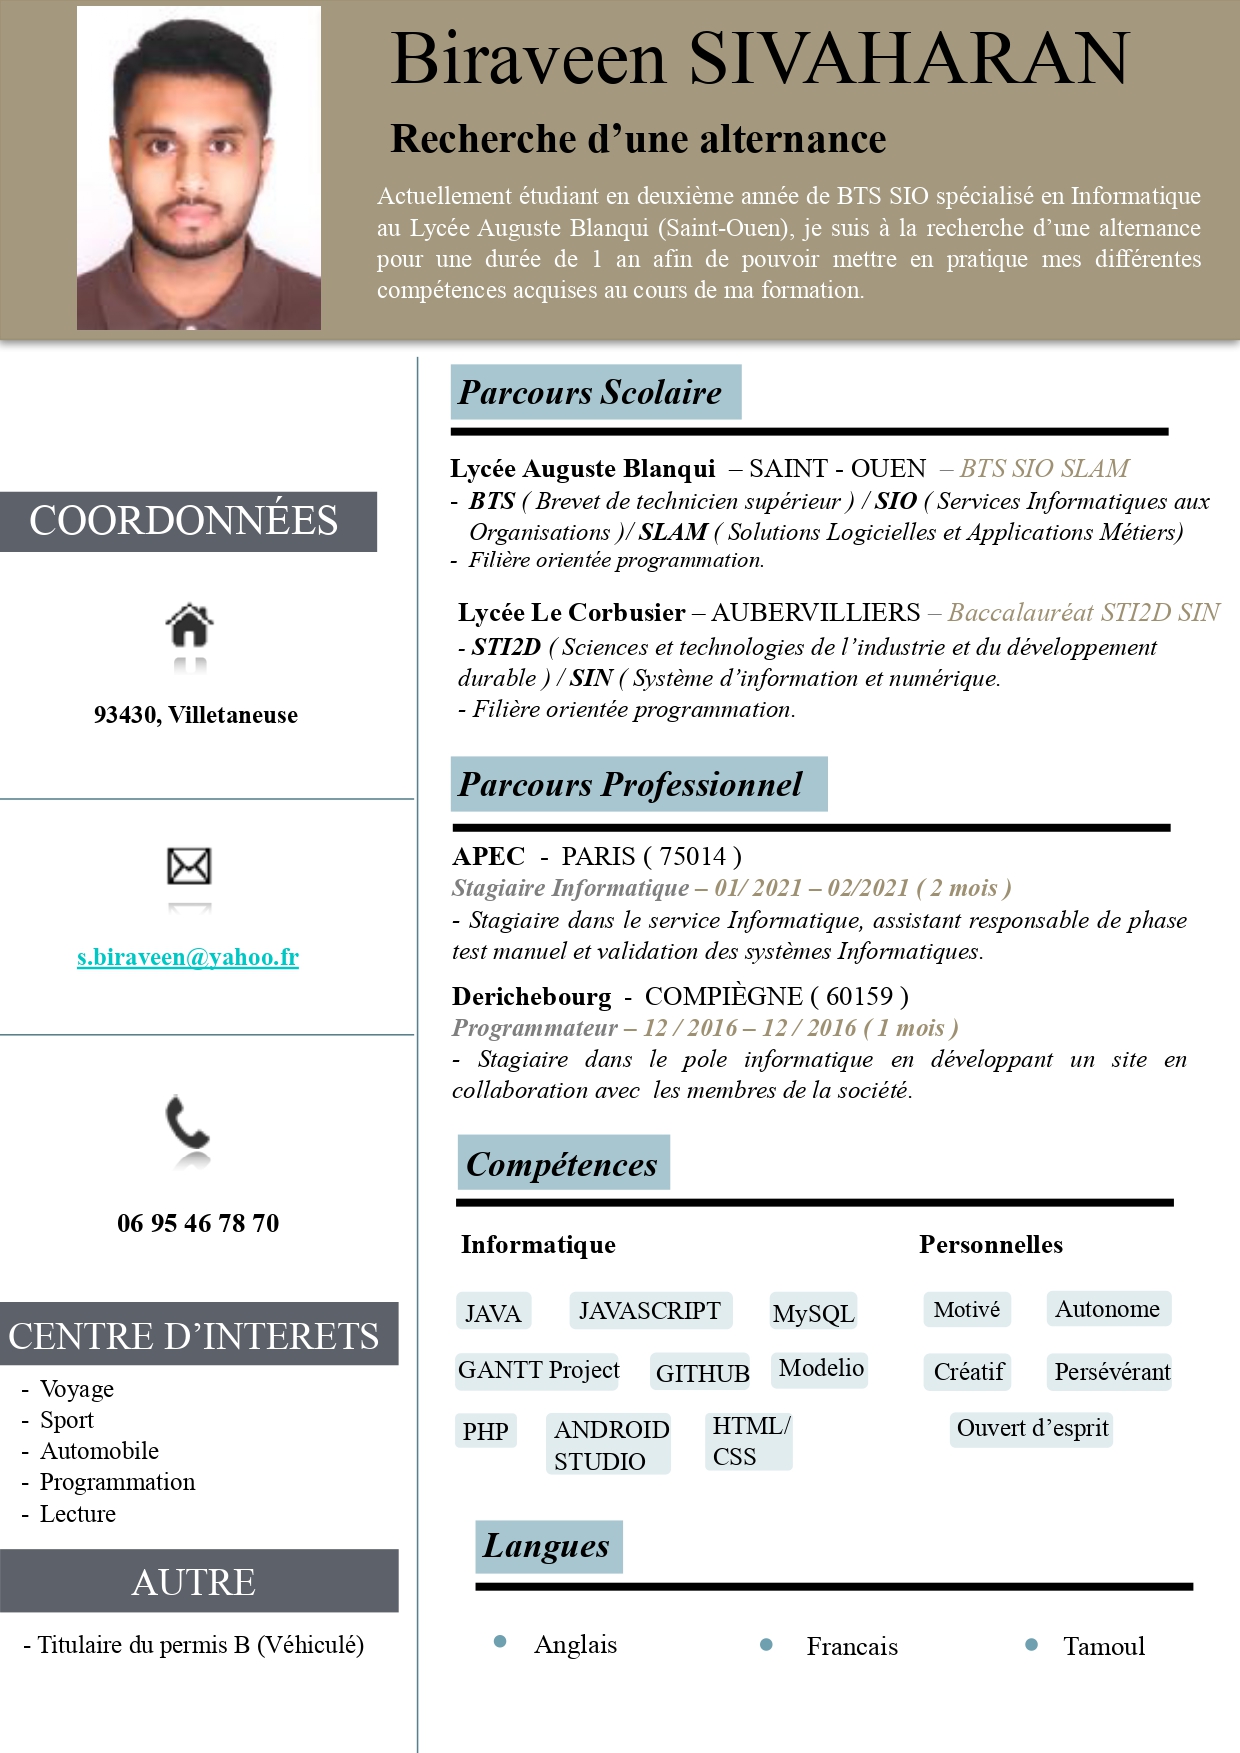 Biraveen SIVAHARAN
Recherche d’une alternance
Actuellement étudiant en deuxième année de BTS SIO spécialisé en Informatique
au Lycée Auguste Blanqui (Saint-Ouen), je suis à la recherche d’une alternance
pour une durée de 1 an afin de pouvoir mettre en pratique mes différentes
compétences acquises au cours de ma formation.
COORDONNÉES
93430, Villetaneuse
s.biraveen@yahoo.fr
06 95 46 78 70
CENTRE D’INTERETS
- Voyage
- Sport
- Automobile
- Programmation
- Lecture
AUTRE
- Titulaire du permis B (Véhiculé)
Parcours Scolaire
Lycée Auguste Blanqui – SAINT - OUEN – BTS SIO SLAM
- BTS ( Brevet de technicien supérieur ) / SIO ( Services Informatiques aux
Organisations )/ SLAM ( Solutions Logicielles et Applications Métiers)
- Filière orientée programmation.
Lycée Le Corbusier – AUBERVILLIERS – Baccalauréat STI2D SIN
- STI2D ( Sciences et technologies de l’industrie et du développement
durable ) / SIN ( Système d’information et numérique.
- Filière orientée programmation.
Parcours Professionnel
APEC - PARIS ( 75014 )
Stagiaire Informatique – 01/ 2021 – 02/2021 ( 2 mois )
- Stagiaire dans le service Informatique, assistant responsable de phase
test manuel et validation des systèmes Informatiques.
Derichebourg - COMPIÈGNE ( 60159 )
Programmateur – 12 / 2016 – 12 / 2016 ( 1 mois )
- Stagiaire dans le pole informatique en développant un site en
collaboration avec les membres de la société.
Compétences
Informatique
JAVA JAVASCRIPT MySQL
GANTT Project GITHUB Modelio
PHP ANDROID STUDIO HTML/ CSS
Personnelles
Motivé Autonome
Créatif Persévérant
Ouvert d’esprit
Langues
Anglais Francais Tamoul